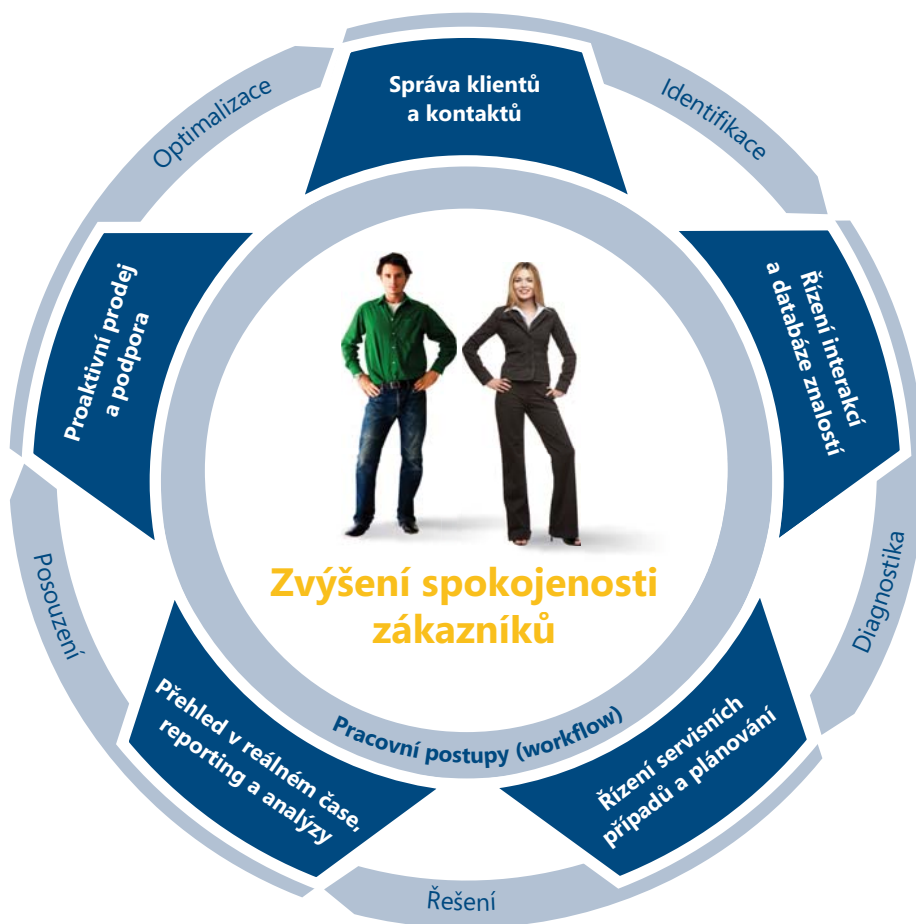 Správa klientů
a kontaktů
Identifikace
Řízení interakcí
a databáze znalostí
Diagnostika
Řízení servisních
případů a plánování
Řešení
Přehled v reálném čase,
reporting a analýzy
Posouzení
Proaktivní prodej
a podpora
Optimalizace
Zvýšení spokojenosti
zákazníků
Pracovní postupy (workflow)